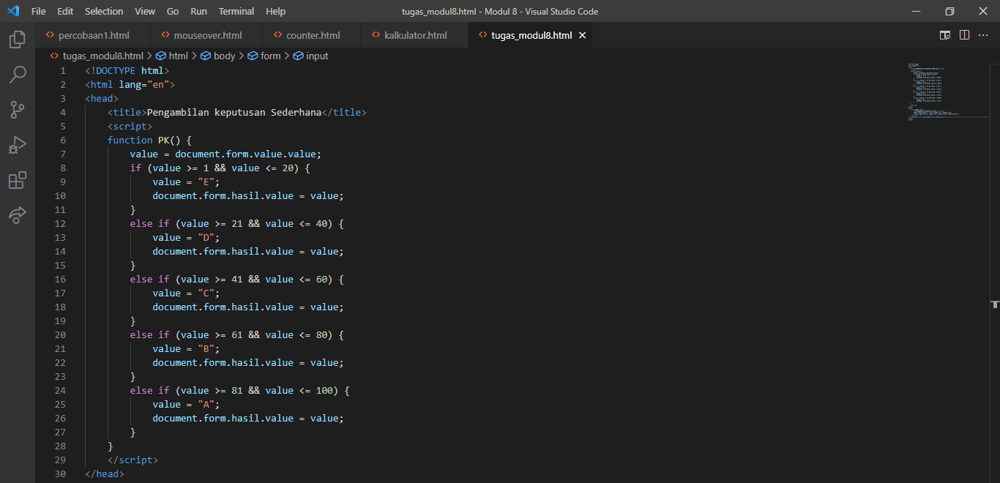 File Edit Selection View Go Run Terminal Help tugas_modul8.html - Modul 8 - Visual Studio Code
percobaan1.html mouseover.html counter.html kalkulator.html tugas_modul8.html
tugas_modul8.html > html > body > form > input
1 <!DOCTYPE html>
2 <html lang="en">
3 <head>
4 <title>Pengambilan keputusan Sederhana</title>
5 <script>
6 function PK() {
7 value = document.form.value.value;
8 if (value >= 1 && value <= 20) {
9 value = "E";
10 document.form.hasil.value = value;
11 }
12 else if (value >= 21 && value <= 40) {
13 value = "D";
14 document.form.hasil.value = value;
15 }
16 else if (value >= 41 && value <= 60) {
17 value = "C";
18 document.form.hasil.value = value;
19 }
20 else if (value >= 61 && value <= 80) {
21 value = "B";
22 document.form.hasil.value = value;
23 }
24 else if (value >= 81 && value <= 100) {
25 value = "A";
26 document.form.hasil.value = value;
27 }
28 }
29 </script>
30 </head>